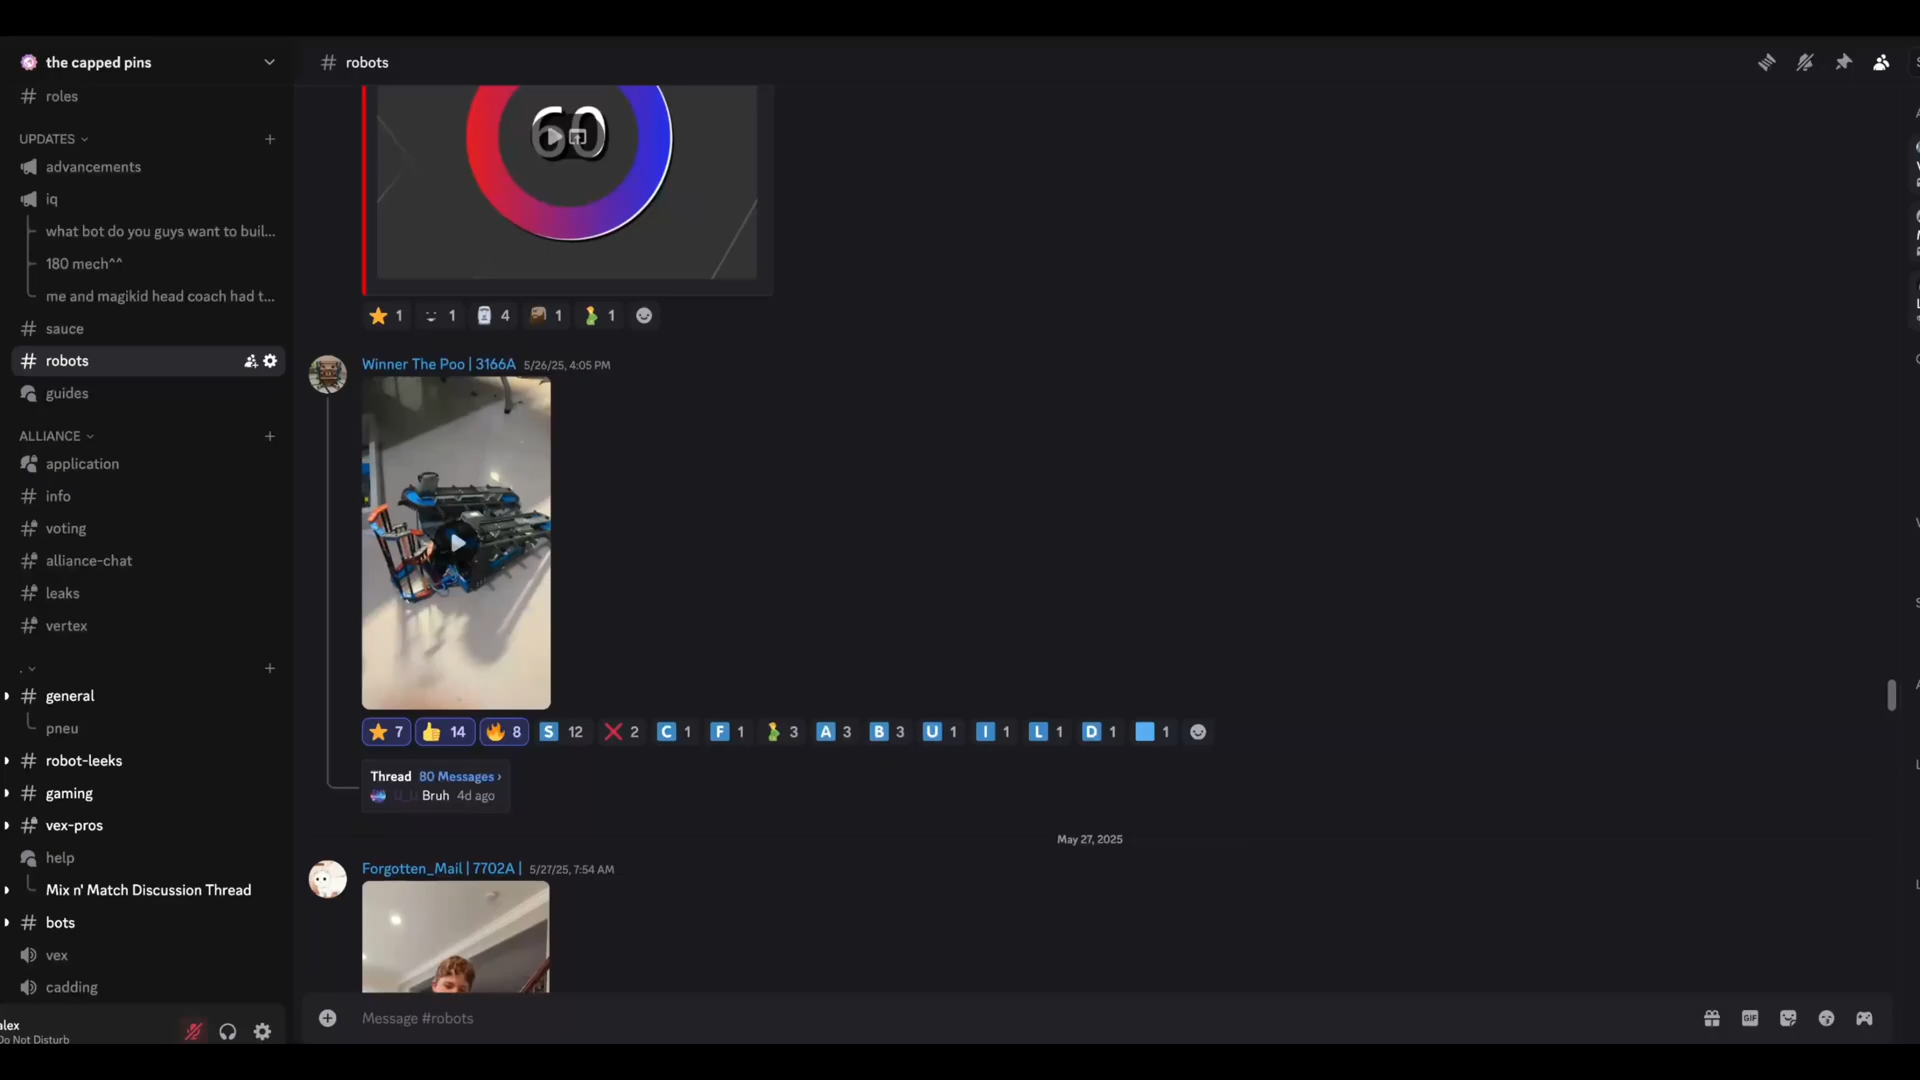 the capped pins
roles
UPDATES
advancements
iq
what bot do you guys want to buil...
180 mech^^
me and magikid head coach had t...
sauce
robots
guides
ALLIANCE
application
info
voting
alliance-chat
leaks
vertex
.
general
pneu
robot-leeks
gaming
vex-pros
help
Mix n' Match Discussion Thread
bots
vex
cadding
alex
Do Not Disturb
robots
60
1 1 4 1 1
Winner The Poo | 3166A 5/26/25, 4:05 PM
7 14 8 S 12 2 C 1 F 1 3 A 3 B 3 U 1 I 1 L 1 D 1 1
Thread 80 Messages ›
U_U Bruh 4d ago
May 27, 2025
Forgotten_Mail | 7702A | 5/27/25, 7:54 AM
Message #robots
GIF